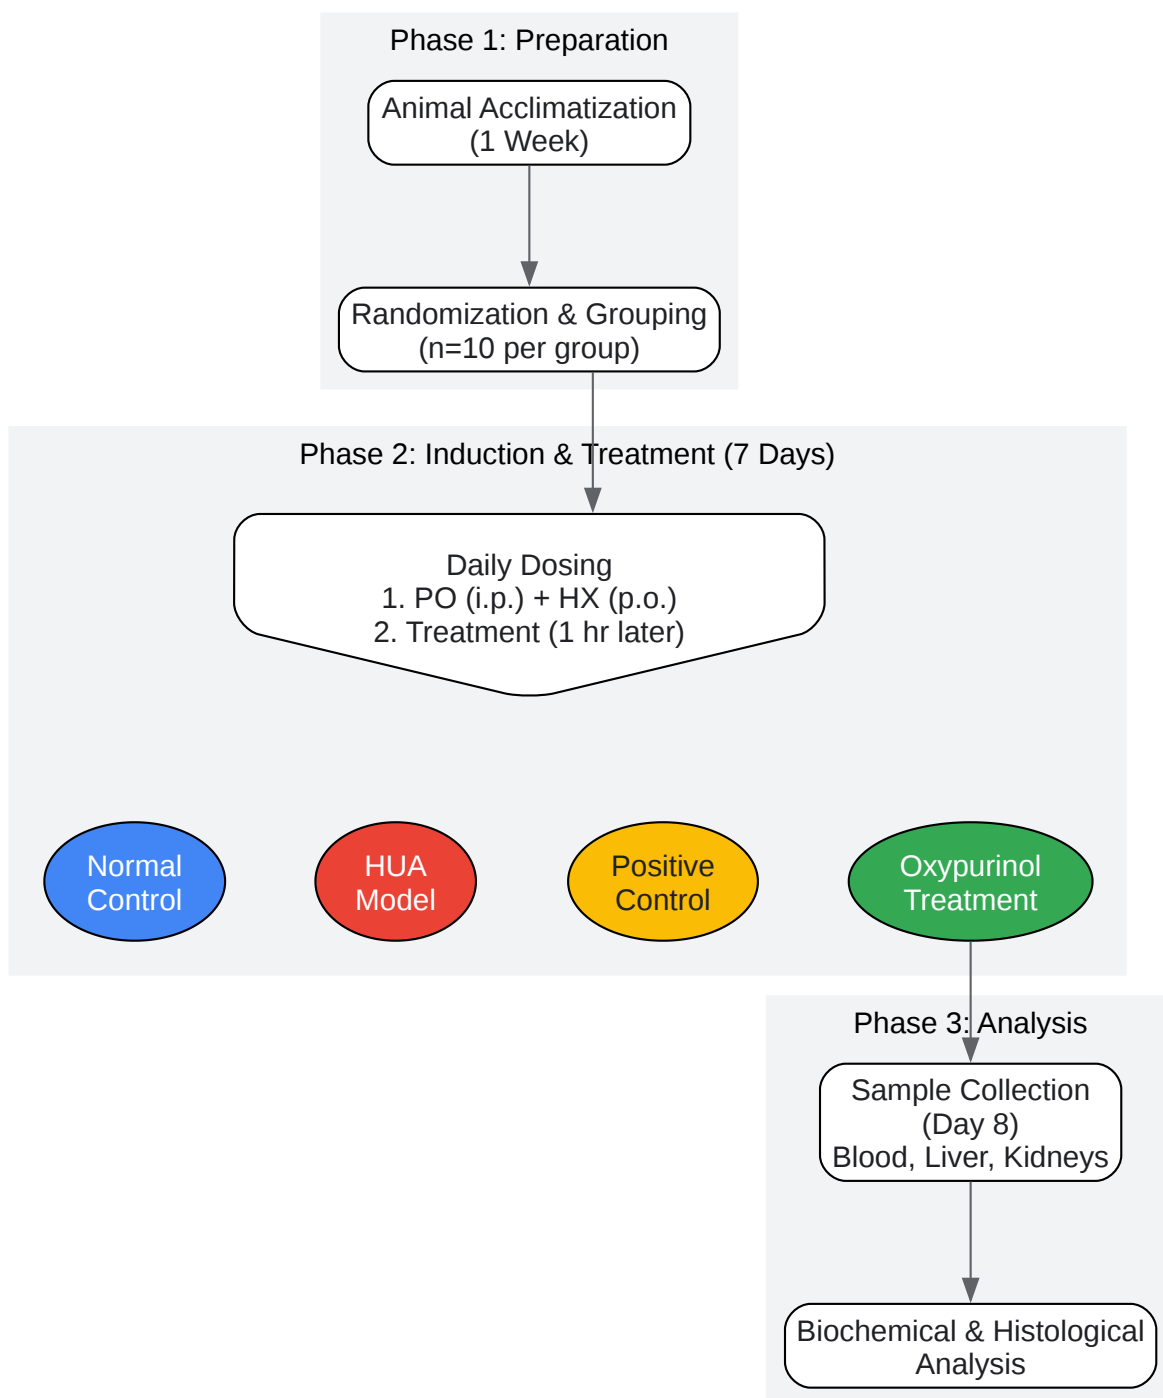 Phase 1: Preparation
Animal Acclimatization
(1 Week)
Randomization & Grouping
(n=10 per group)
Phase 2: Induction & Treatment (7 Days)
Daily Dosing
1. PO (i.p.) + HX (p.o.)
2. Treatment (1 hr later)
Normal
Control
HUA
Model
Positive
Control
Oxypurinol
Treatment
Phase 3: Analysis
Sample Collection
(Day 8)
Blood, Liver, Kidneys
Biochemical & Histological
Analysis